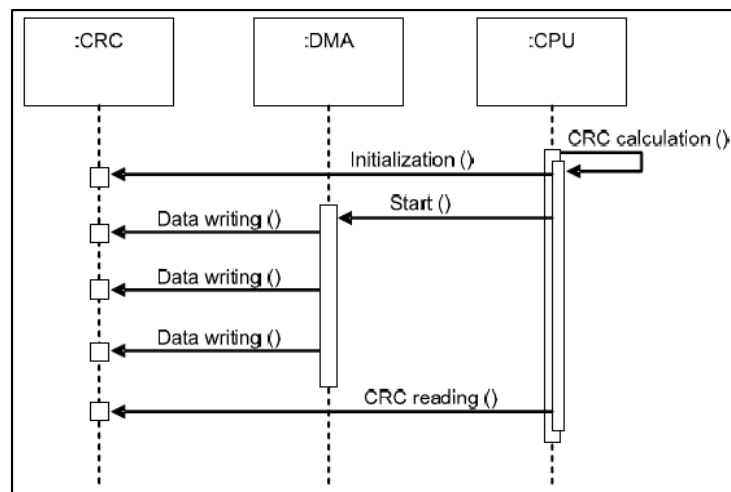 :CRC
:DMA
:CPU
CRC calculation ()
Initialization ()
Start ()
Data writing ()
Data writing ()
Data writing ()
CRC reading ()